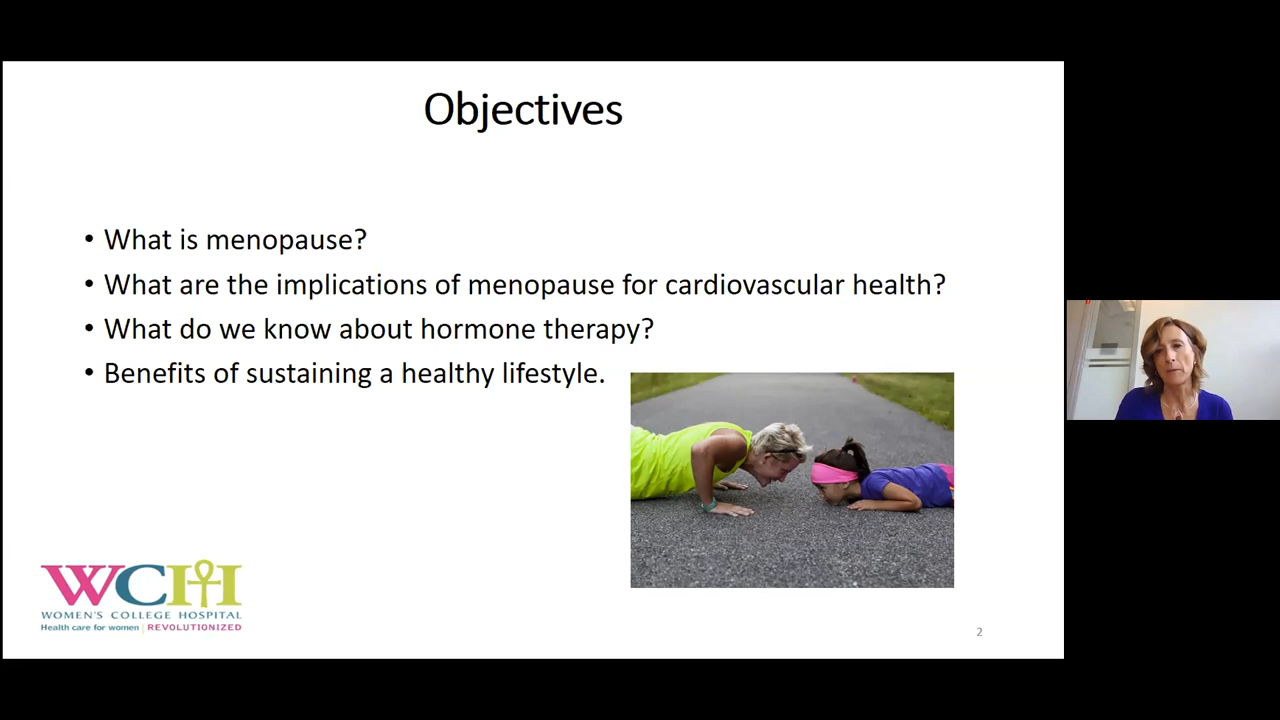 Objectives
• What is menopause?
• What are the implications of menopause for cardiovascular health?
• What do we know about hormone therapy?
• Benefits of sustaining a healthy lifestyle.
WCH
WOMEN'S COLLEGE HOSPITAL
Health care for women | REVOLUTIONIZED
2